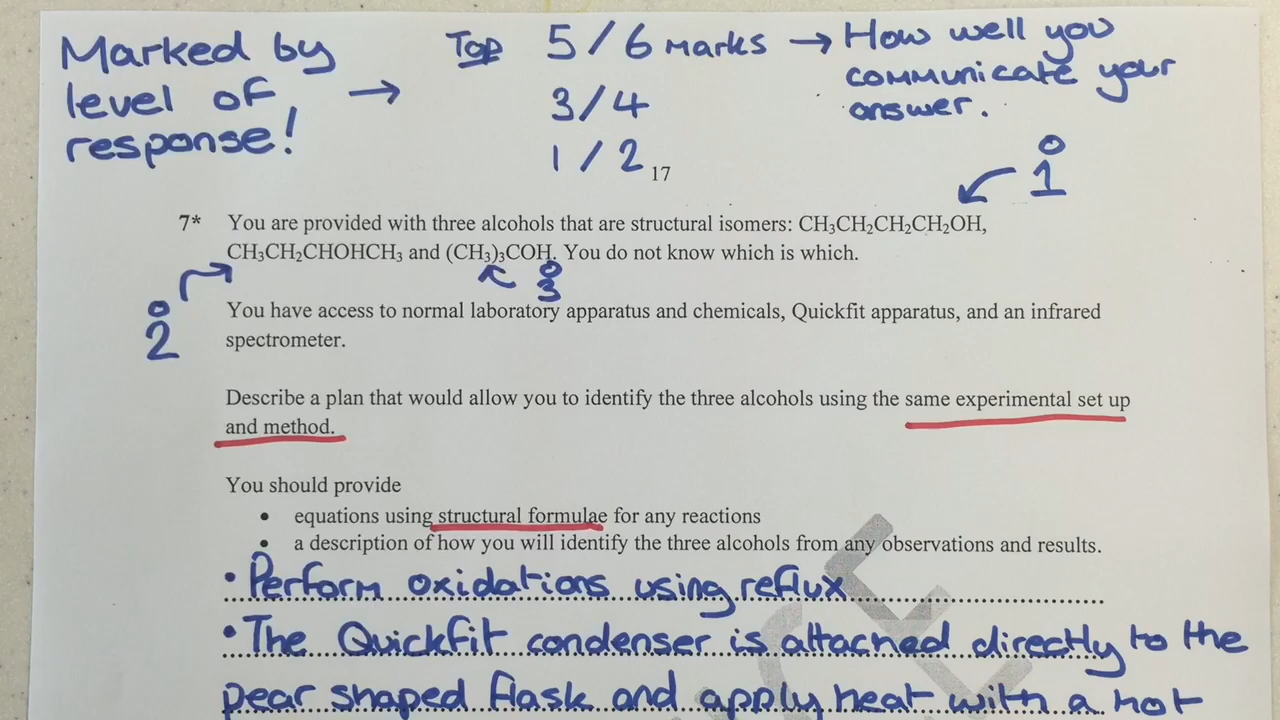 Marked by
level of →
response!
Top 5/6 marks → How well you
communicate your
answer.
3/4
1/2
17
1°
7* You are provided with three alcohols that are structural isomers: CH₃CH₂CH₂CH₂OH,
CH₃CH₂CHOHCH₃ and (CH₃)₃COH. You do not know which is which.
2°
3°
You have access to normal laboratory apparatus and chemicals, Quickfit apparatus, and an infrared
spectrometer.
Describe a plan that would allow you to identify the three alcohols using the same experimental set up
and method.
You should provide
• equations using structural formulae for any reactions
• a description of how you will identify the three alcohols from any observations and results.
• Perform oxidations using reflux
• The Quickfit condenser is attached directly to the
pear shaped flask and apply heat with a hot